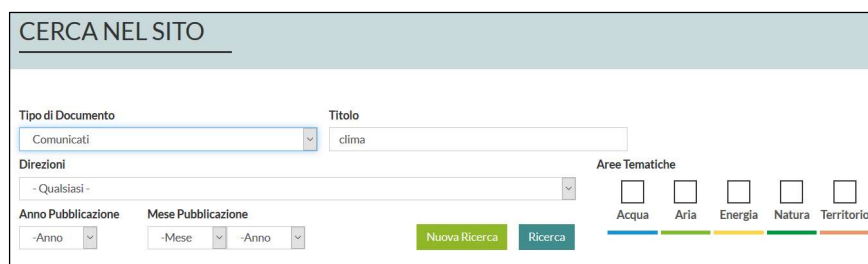 CERCA NEL SITO
Tipo di Documento Titolo
Comunicati clima
Direzioni Aree Tematiche
- Qualsiasi -
Acqua Aria Energia Natura Territorio
Anno Pubblicazione Mese Pubblicazione
-Anno -Mese -Anno Nuova Ricerca Ricerca